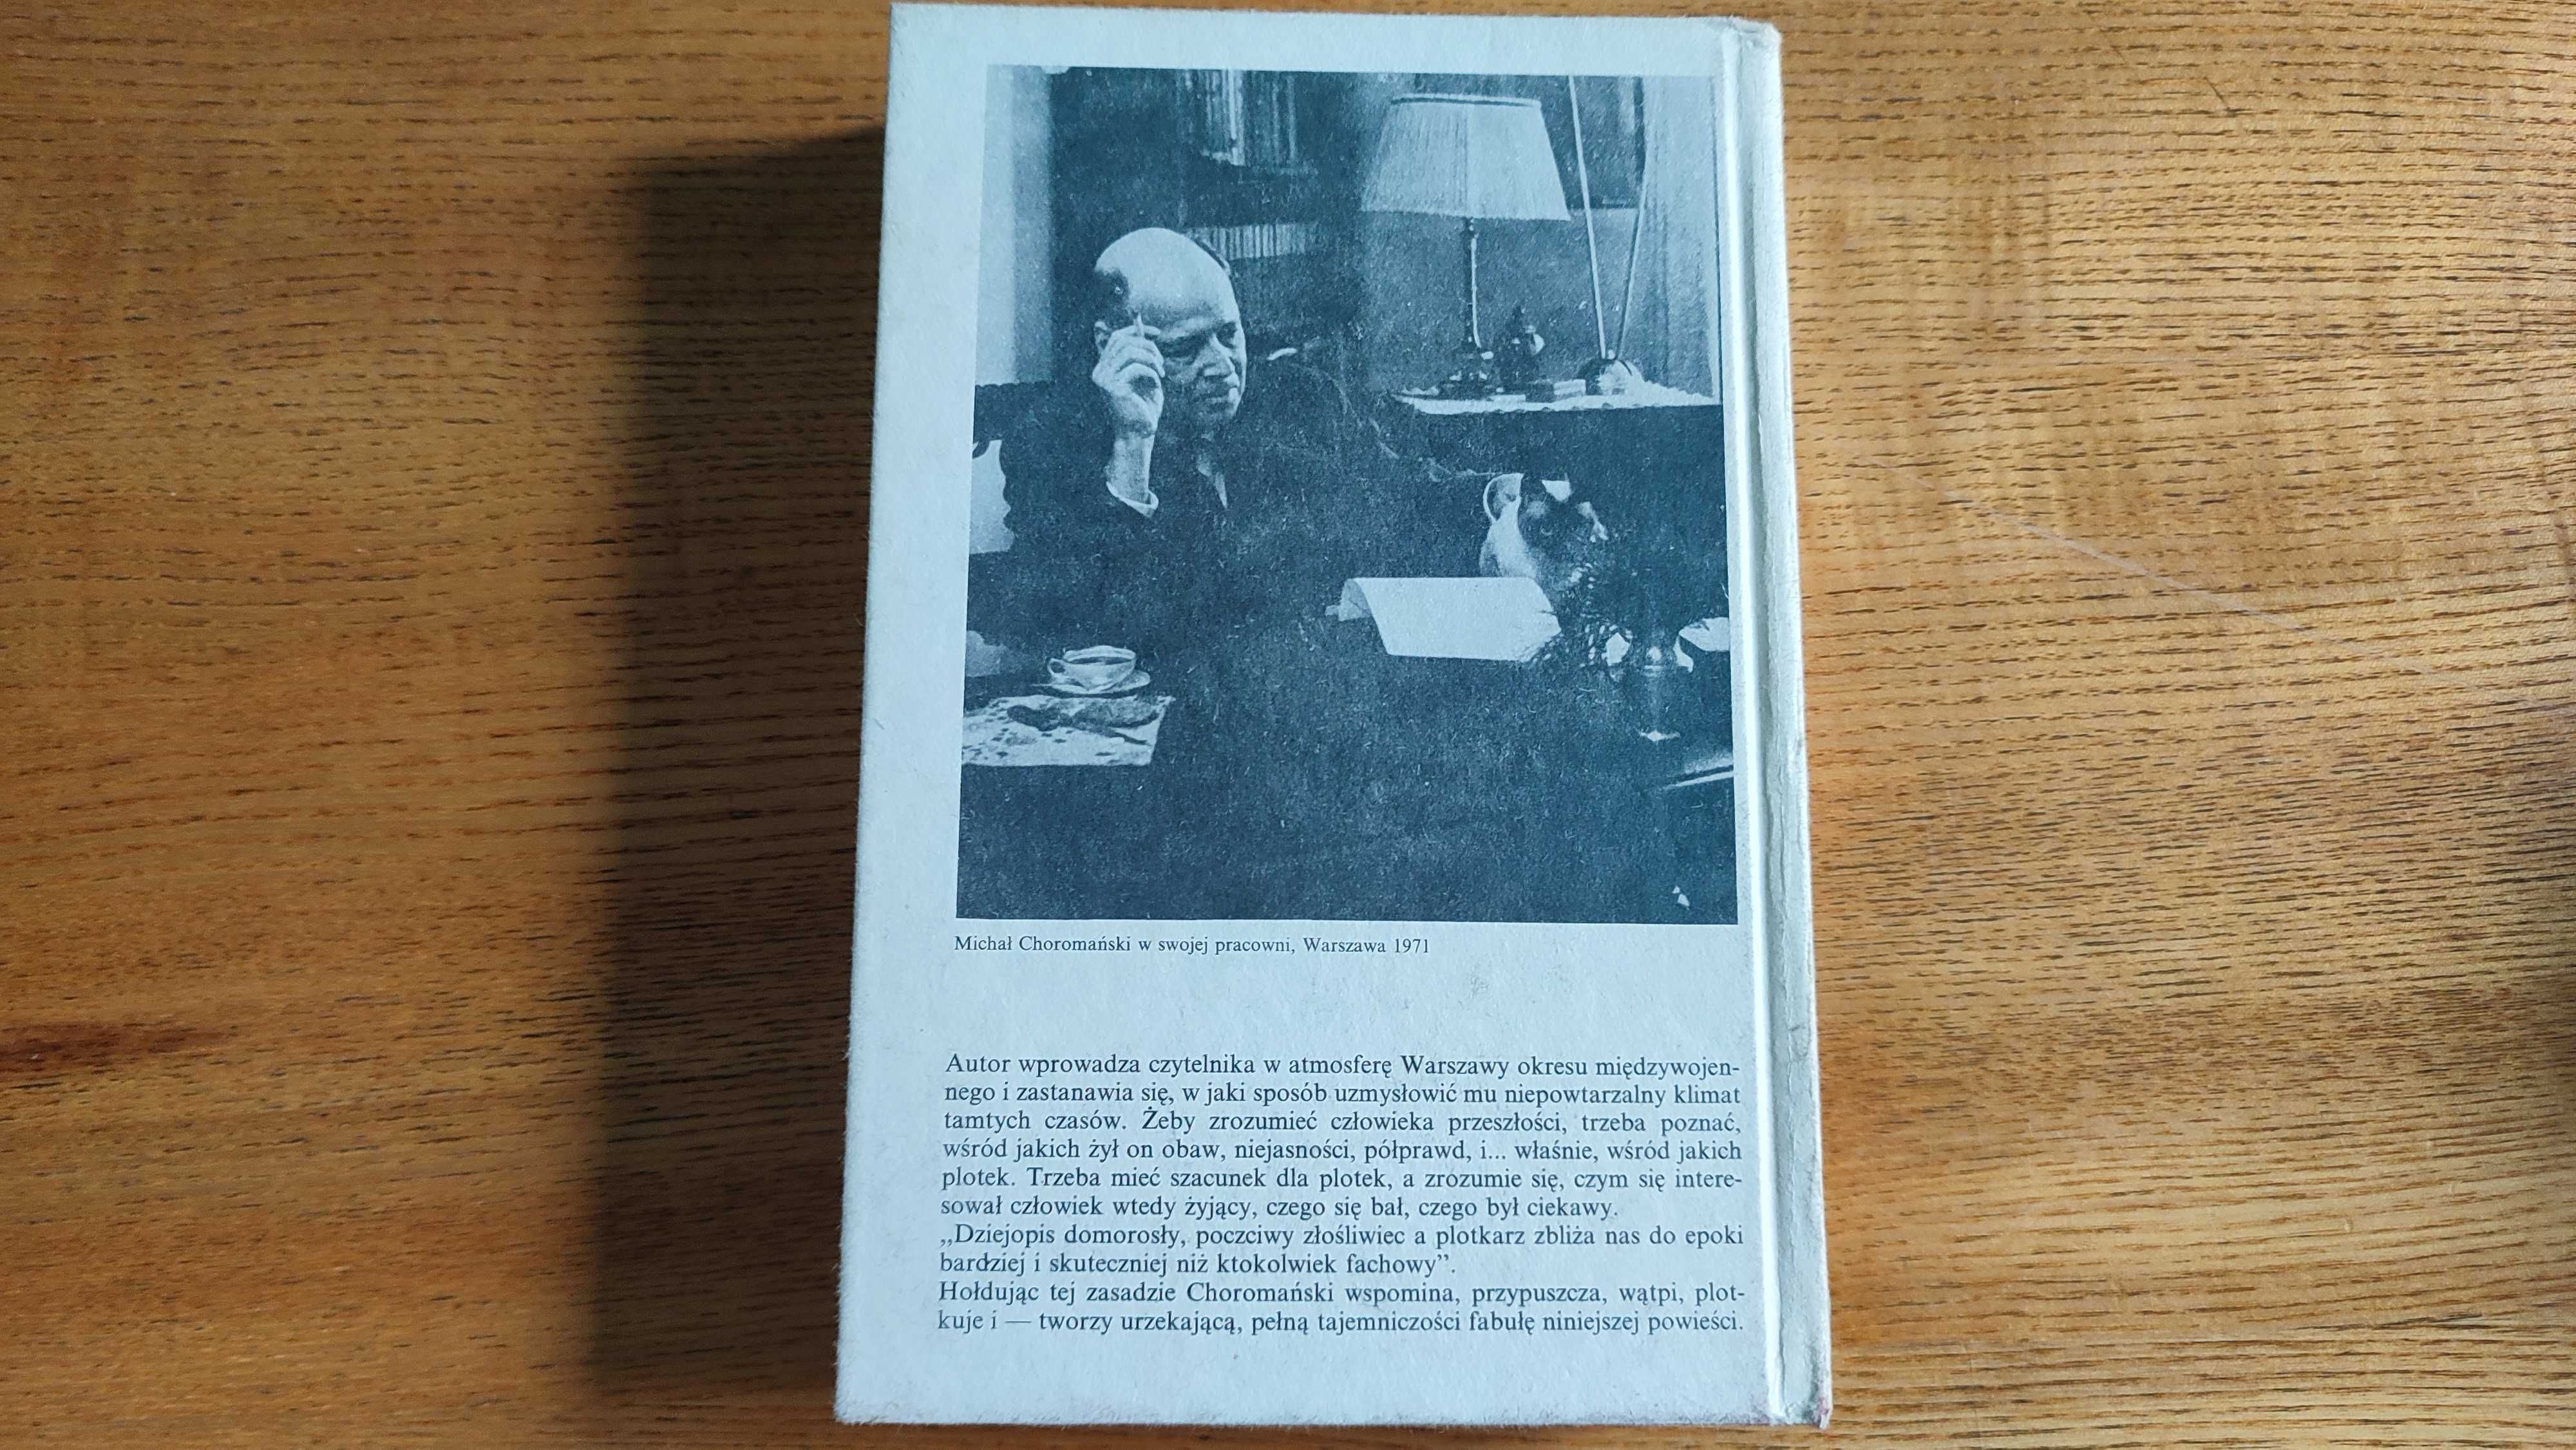 Michał Choromański w swojej pracowni, Warszawa 1971
Autor wprowadza czytelnika w atmosferę Warszawy okresu międzywojen-
nego i zastanawia się, w jaki sposób uzmysłowić mu niepowtarzalny klimat
tamtych czasów. Żeby zrozumieć człowieka przeszłości, trzeba poznać,
wśród jakich żył on obaw, niejasności, półprawd, i... właśnie, wśród jakich
plotek. Trzeba mieć szacunek dla plotek, a zrozumie się, czym się intere-
sował człowiek wtedy żyjący, czego się bał, czego był ciekawy.
„Dziejopis domorosły, poczciwy złośliwiec a plotkarz zbliża nas do epoki
bardziej i skuteczniej niż ktokolwiek fachowy”.
Hołdując tej zasadzie Choromański wspomina, przypuszcza, wątpi, plot-
kuje i — tworzy urzekającą, pełną tajemniczości fabułę niniejszej powieści.